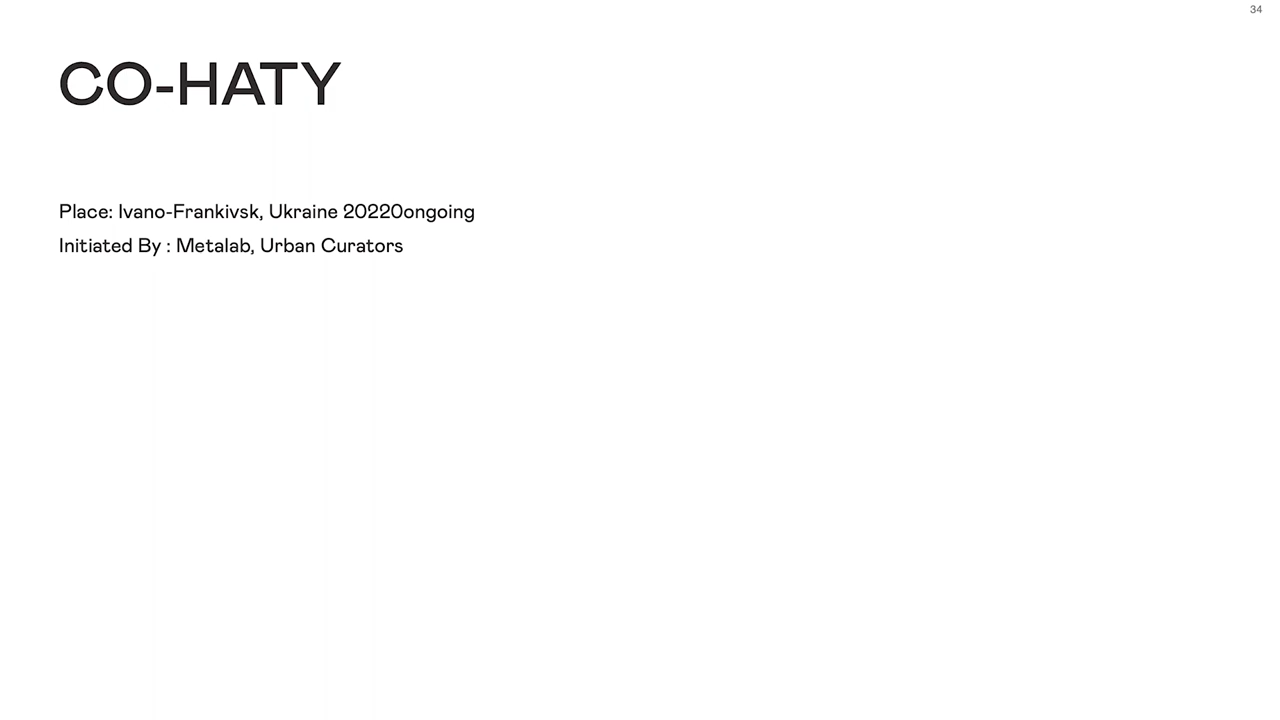 34
CO-HATY
Place: Ivano-Frankivsk, Ukraine 20220ongoing
Initiated By : Metalab, Urban Curators